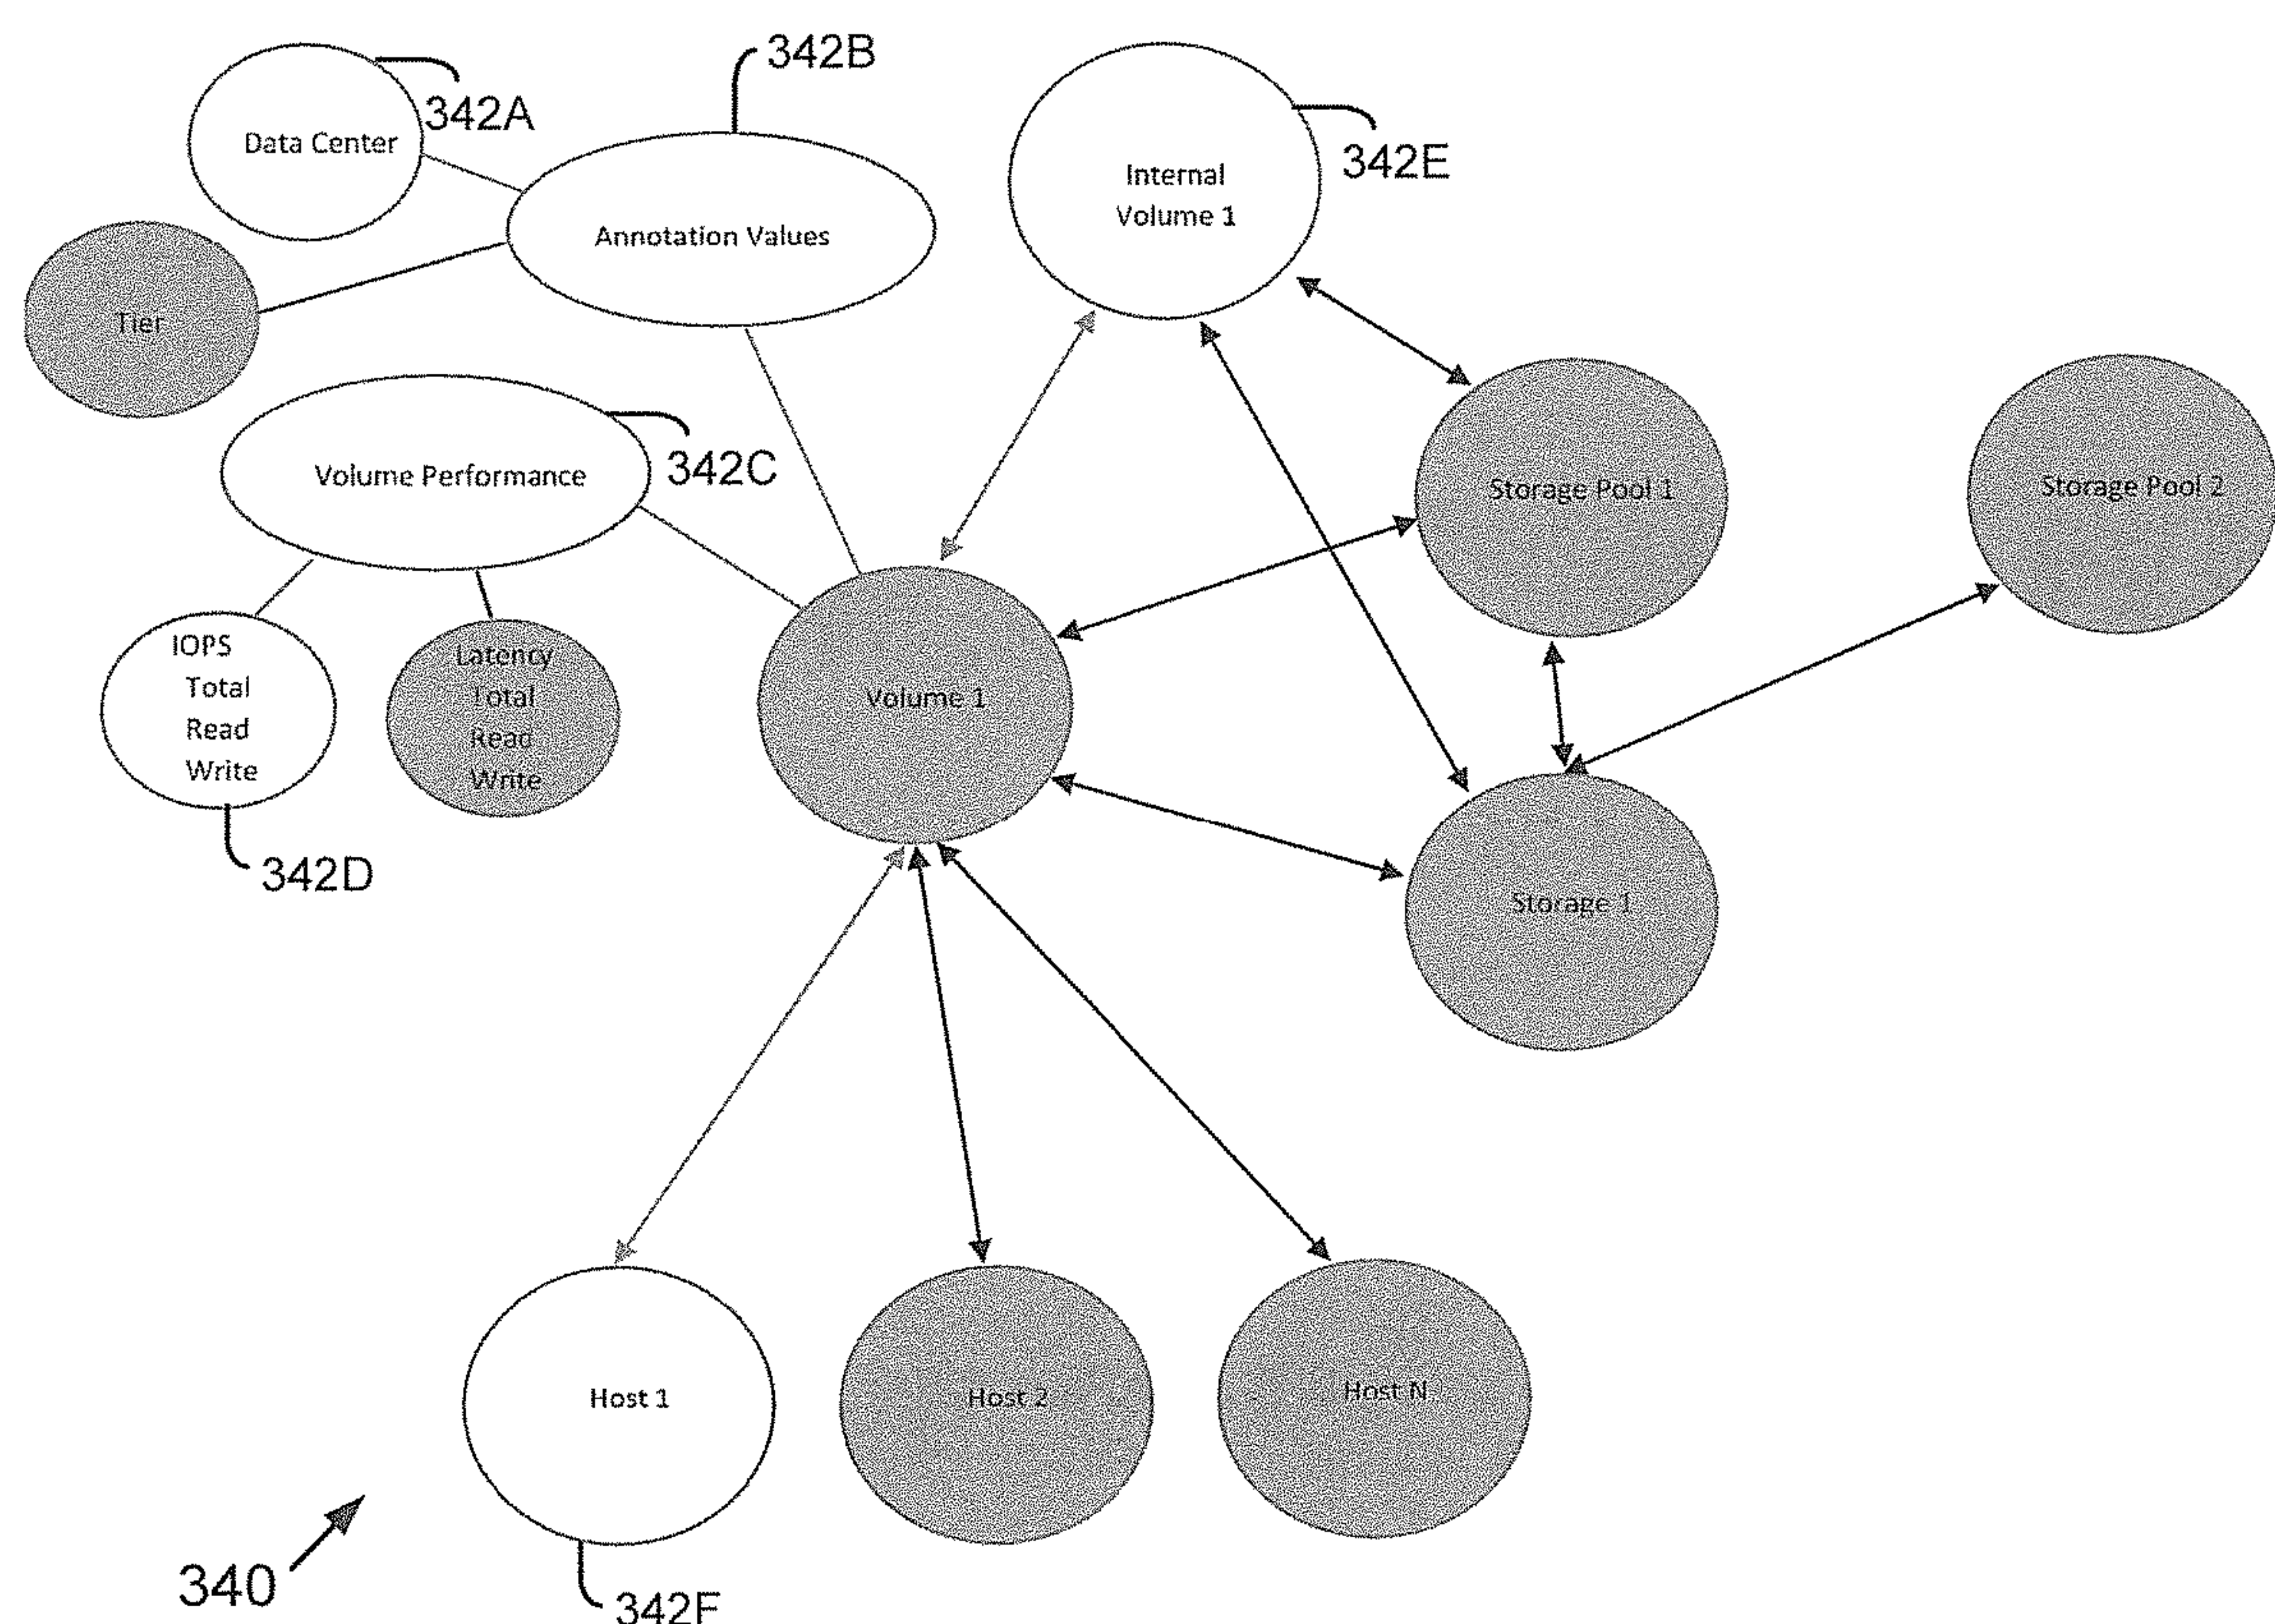 342B
342A
Data Center
342E
Internal
Volume 1
Annotation Values
Tier
342C
Volume Performance
Storage Pool 1
Storage Pool 2
IOPS
Total
Read
Write
Latency
Total
Read
Write
Volume 1
342D
Storage 1
Host 1
Host 2
Host N
340
342F